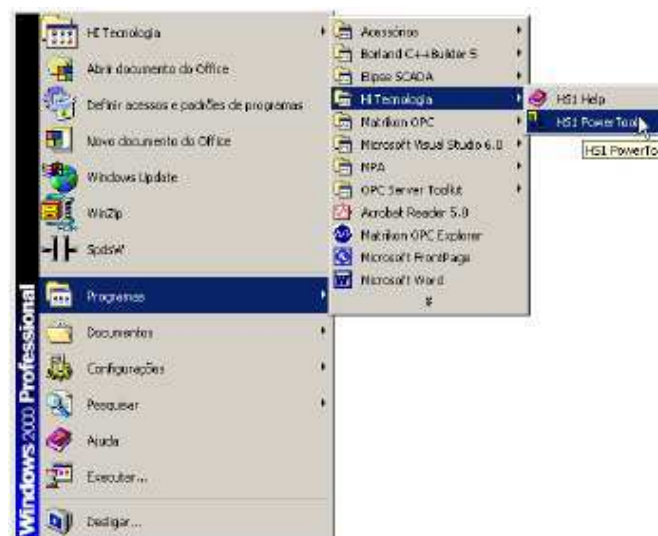 HI Tecnologia
Abrir documento do Office
Definir acessos e padrões de programas
Novo documento do Office
Windows Update
WinZip
SpdsW
Programas
Documentos
Configurações
Pesquisar
Ajuda
Executar...
Desligar...
Windows 2000 Professional
Acessórios
Borland C++Builder 5
Elipse SCADA
HI Tecnologia
Matrikon OPC
Microsoft Visual Studio 6.0
MPA
OPC Server Toolkit
Acrobat Reader 5.0
Matrikon OPC Explorer
Microsoft FrontPage
Microsoft Word
HS1 Help
HS1 PowerTool
HS1 PowerTo